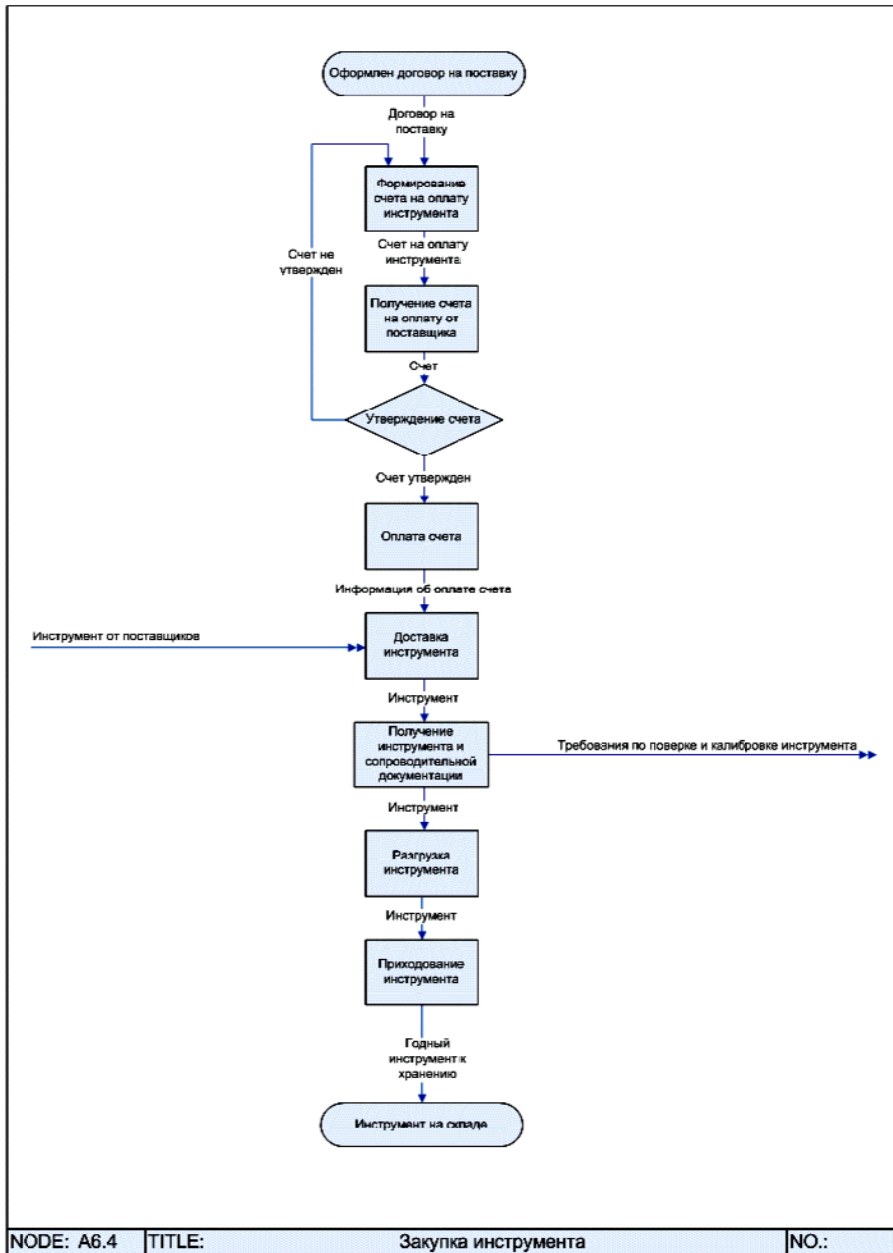 Оформлен договор на поставку
Договор на
поставку
Формирование
счета на оплату
инструмента
Счет не
утвержден
Счет на оплату
инструмента
Получение счета
на оплату от
поставщика
Счет
Утверждение счета
Счет утвержден
Оплата счета
Информация об оплате счета
Инструмент от поставщиков
Доставка
инструмента
Инструмент
Получение
инструмента и
сопроводительной
документации
Требования по поверке и калибровке инструмента
Инструмент
Разгрузка
инструмента
Инструмент
Приходование
инструмента
Годный
инструмент к
хранению
Инструмент на складе
NODE: A6.4 TITLE: Закупка инструмента NO.: